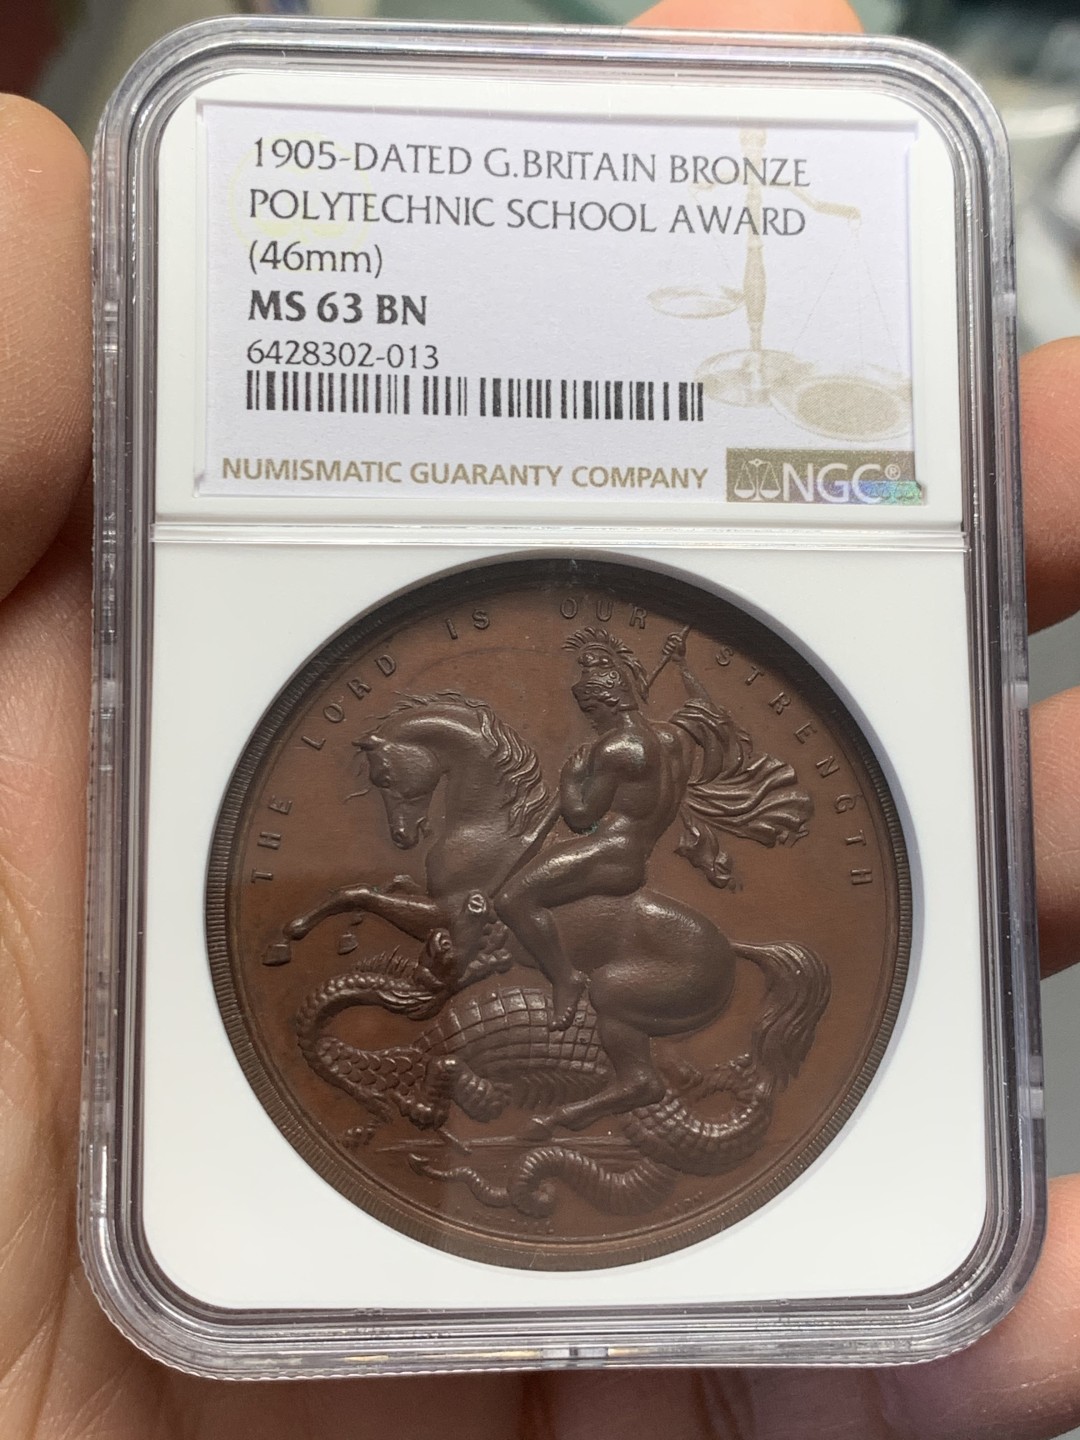 1905-DATED G.BRITAIN BRONZE
POLYTECHNIC SCHOOL AWARD
(46mm)
MS 63 BN
6428302-013
NUMISMATIC GUARANTY COMPANY
NGC®
THE LORD IS OUR STRENGTH